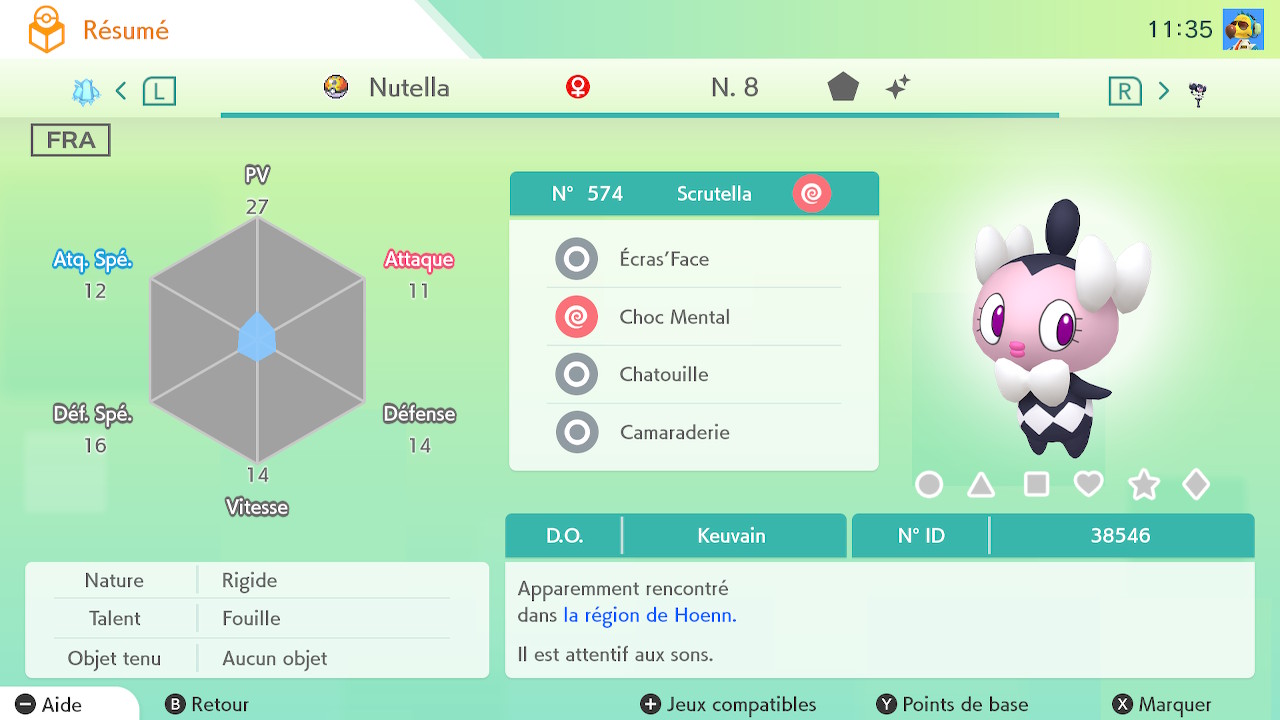 Résumé
11:35
L
Nutella
N. 8
R
FRA
PV
27
Atq. Spé.
12
Attaque
11
Déf. Spé.
16
Défense
14
14
Vitesse
N° 574 Scrutella
Écras'Face
Choc Mental
Chatouille
Camaraderie
D.O. Keuvain
N° ID 38546
Nature Rigide
Talent Fouille
Objet tenu Aucun objet
Apparemment rencontré
dans la région de Hoenn.
Il est attentif aux sons.
Aide
B Retour
Jeux compatibles
Y Points de base
X Marquer